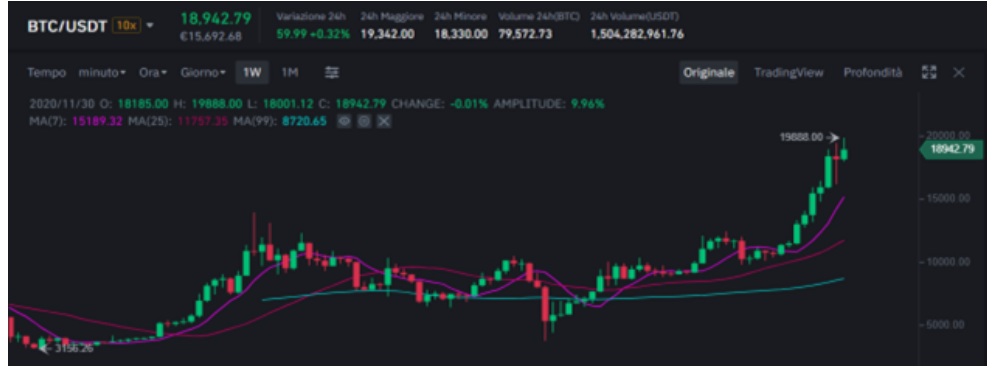 BTC/USDT 10x 18,942.79 Variazione 24h 24h Maggiore 24h Minore Volume 24h(BTC) 24h Volume(USDT)
€15,692.68 59.99 +0.32% 19,342.00 18,330.00 79,572.73 1,504,282,961.76
Tempo minuto Ora Giorno 1W 1M Originale TradingView Profondità
2020/11/30 O: 18185.00 H: 19888.00 L: 18001.12 C: 18942.79 CHANGE: -0.01% AMPLITUDE: 9.96%
MA(7): 15189.32 MA(25): 11757.35 MA(99): 8720.65
19888.00
20000.00
18942.79
15000.00
10000.00
5000.00
3156.26